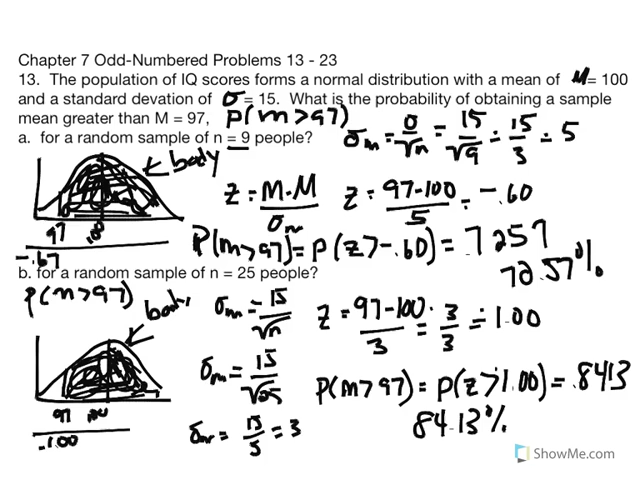 Chapter 7 Odd-Numbered Problems 13 - 23
13. The population of IQ scores forms a normal distribution with a mean of M = 100
and a standard devation of σ = 15. What is the probability of obtaining a sample
mean greater than M = 97, P(m > 97)
a. for a random sample of n = 9 people?
σm = σ/√n = 15/√9 = 15/3 = 5
body
Z = M-M/σm Z = 97-100/5 = -.60
97 100
-.67
P(m>97) = P(Z>-.60) = .7257
72.57%
b. for a random sample of n = 25 people?
P(m>97)
body
σm = 15/√n
Z = 97-100/3 = 3/3 = -1.00
σm = 15/√25
P(m>97) = P(Z>-1.00) = .8413
97 100
-1.00
σm = 15/5 = 3
84.13%
ShowMe.com